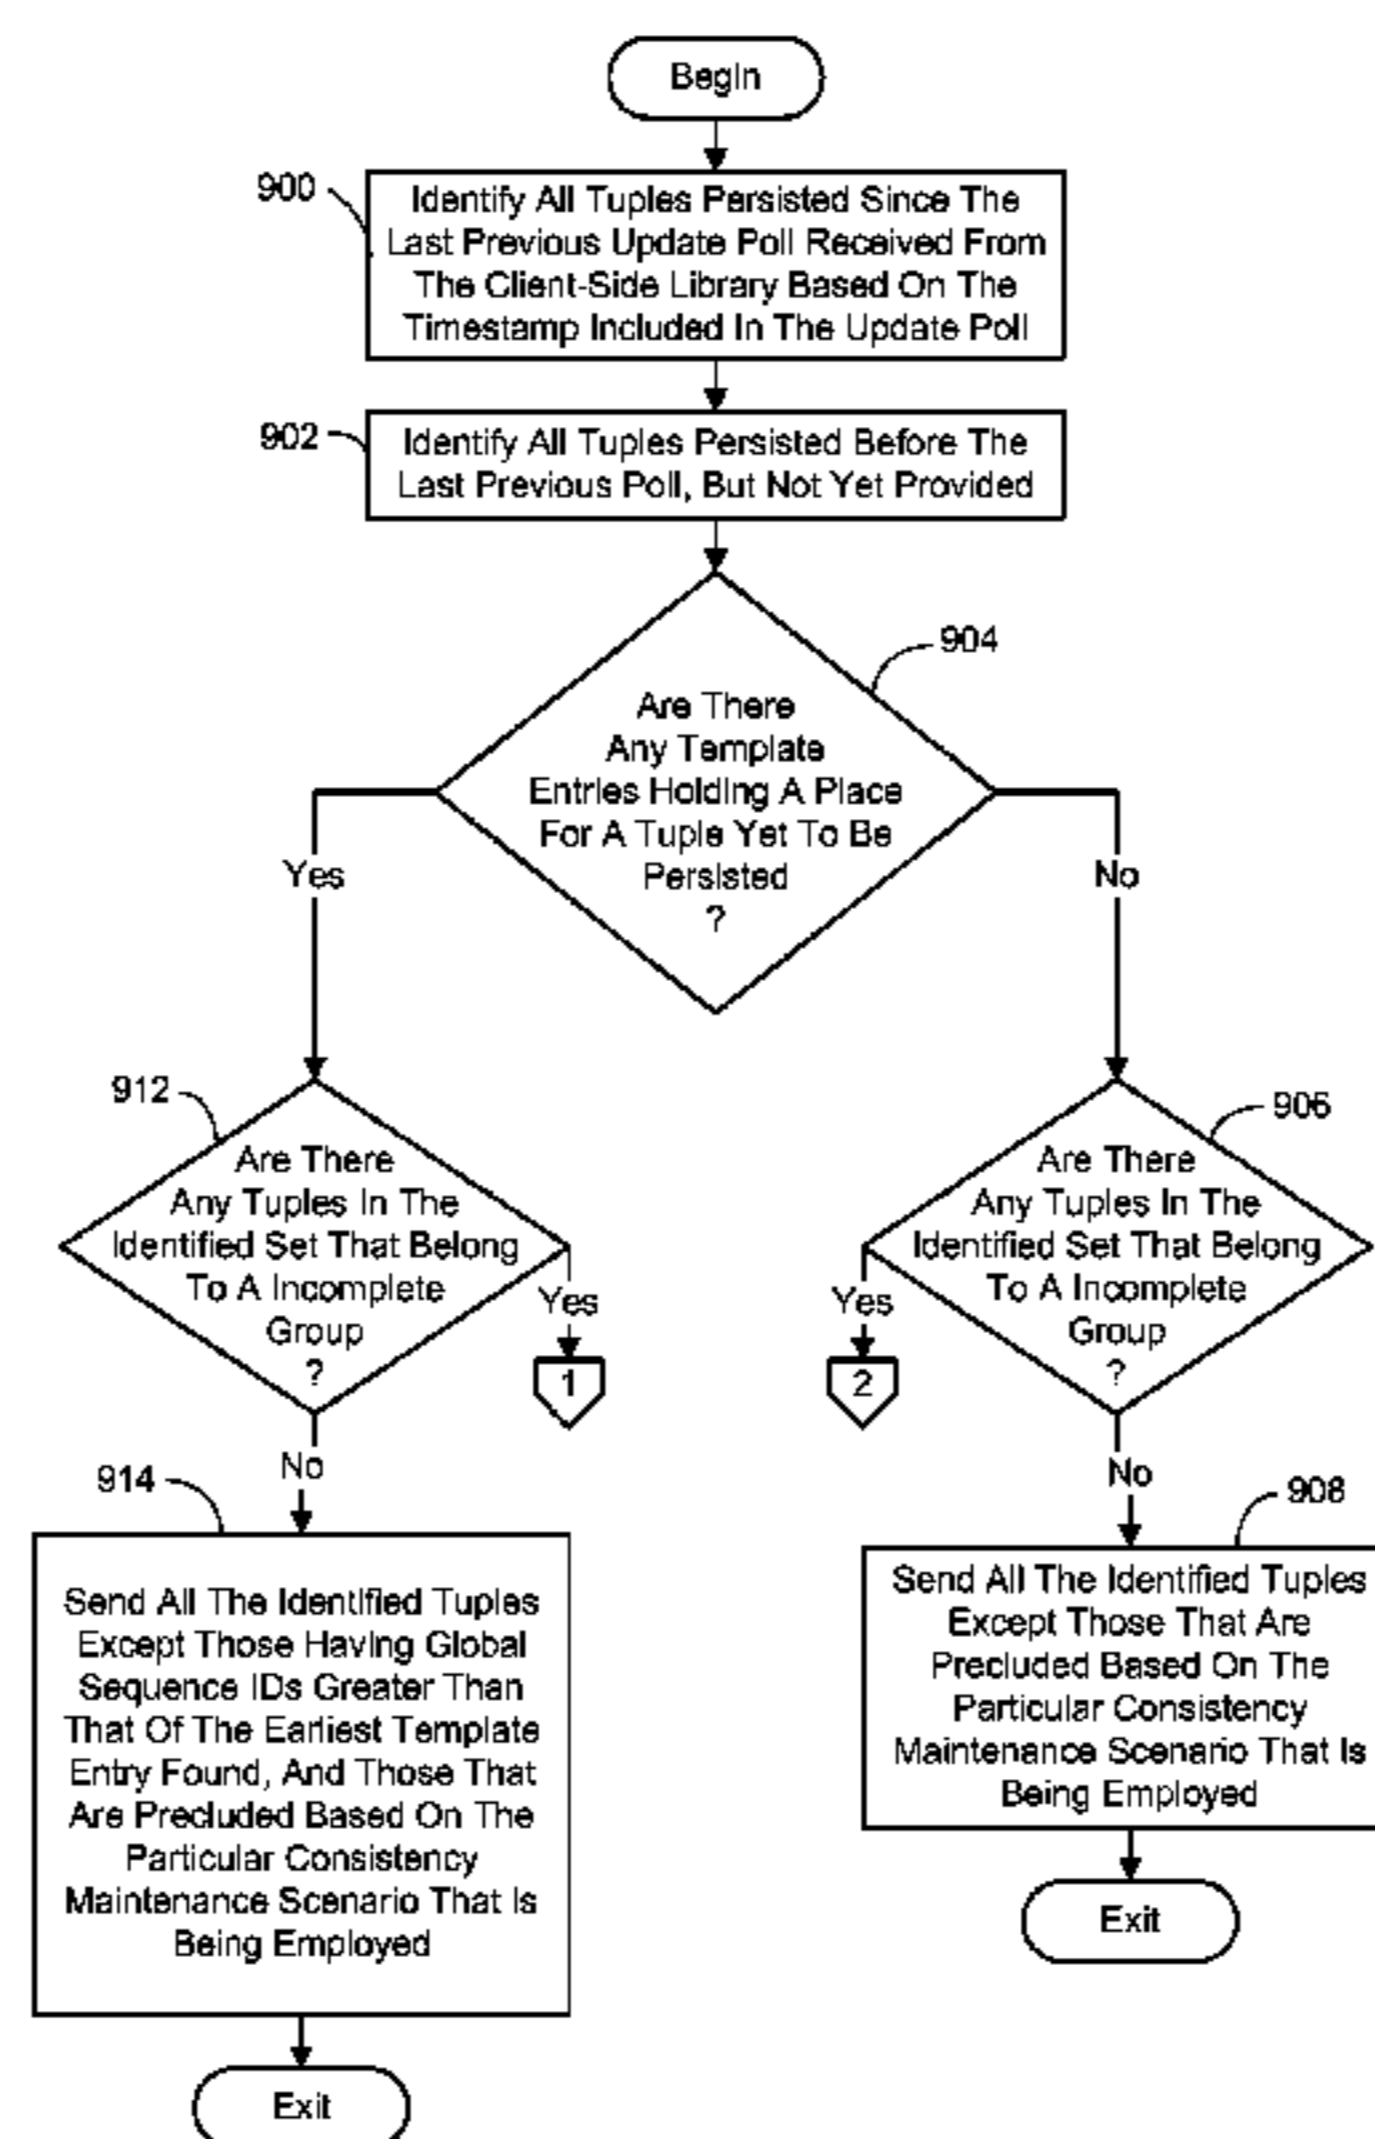 Begin
900
Identify All Tuples Persisted Since The
Last Previous Update Poll Received From
The Client-Side Library Based On The
Timestamp Included In The Update Poll
902
Identify All Tuples Persisted Before The
Last Previous Poll, But Not Yet Provided
904
Are There
Any Template
Entries Holding A Place
For A Tuple Yet To Be
Persisted
?
Yes
No
912
Are There
Any Tuples In The
Identified Set That Belong
To A Incomplete
Group
?
Yes
1
No
906
Are There
Any Tuples In The
Identified Set That Belong
To A Incomplete
Group
?
Yes
2
No
914
Send All The Identified Tuples
Except Those Having Global
Sequence IDs Greater Than
That Of The Earliest Template
Entry Found, And Those That
Are Precluded Based On The
Particular Consistency
Maintenance Scenario That Is
Being Employed
Exit
908
Send All The Identified Tuples
Except Those That Are
Precluded Based On The
Particular Consistency
Maintenance Scenario That Is
Being Employed
Exit